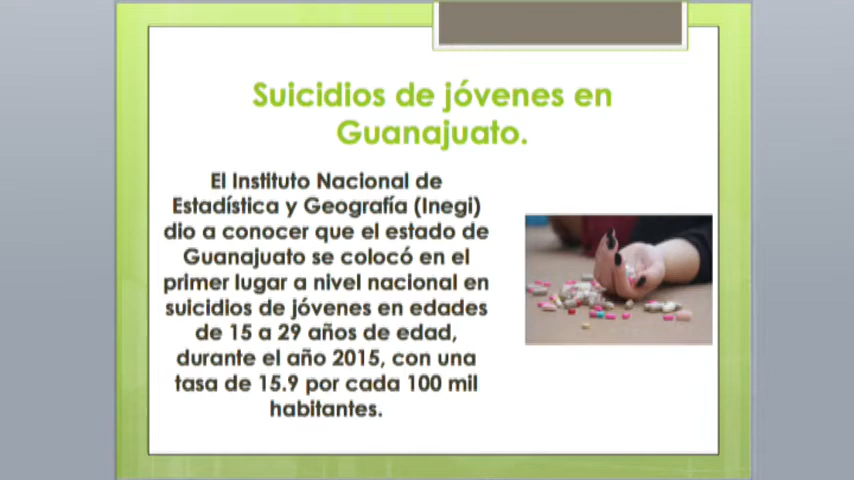 Suicidios de jóvenes en
Guanajuato.
El Instituto Nacional de
Estadística y Geografía (Inegi)
dio a conocer que el estado de
Guanajuato se colocó en el
primer lugar a nivel nacional en
suicidios de jóvenes en edades
de 15 a 29 años de edad,
durante el año 2015, con una
tasa de 15.9 por cada 100 mil
habitantes.